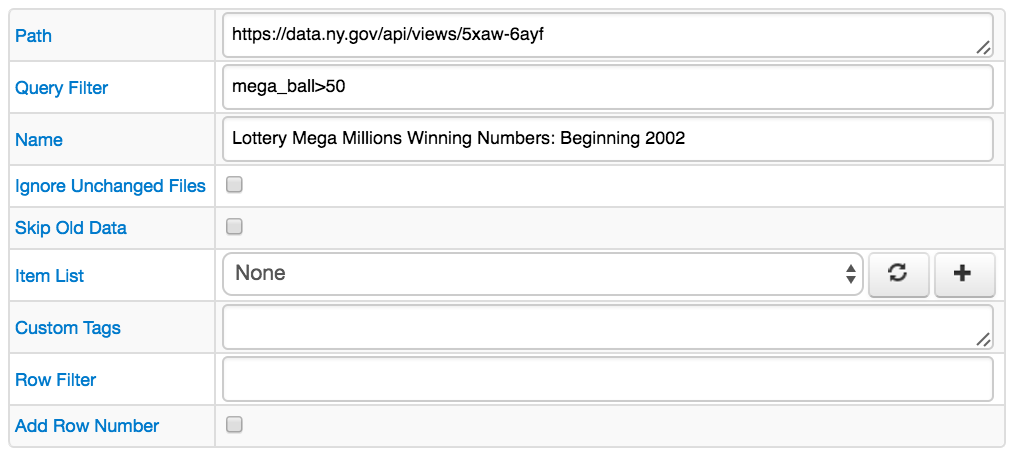 Path
https://data.ny.gov/api/views/5xaw-6ayf
Query Filter
mega_ball>50
Name
Lottery Mega Millions Winning Numbers: Beginning 2002
Ignore Unchanged Files
Skip Old Data
Item List
None
Custom Tags
Row Filter
Add Row Number